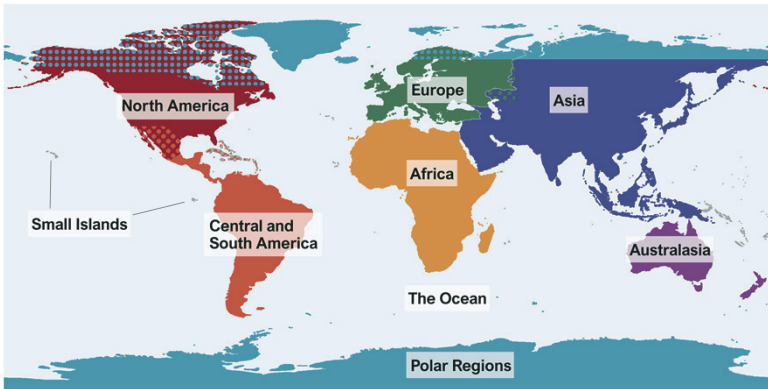 Europe
North America
Asia
Africa
Small Islands
Central and
South America
Australasia
The Ocean
Polar Regions